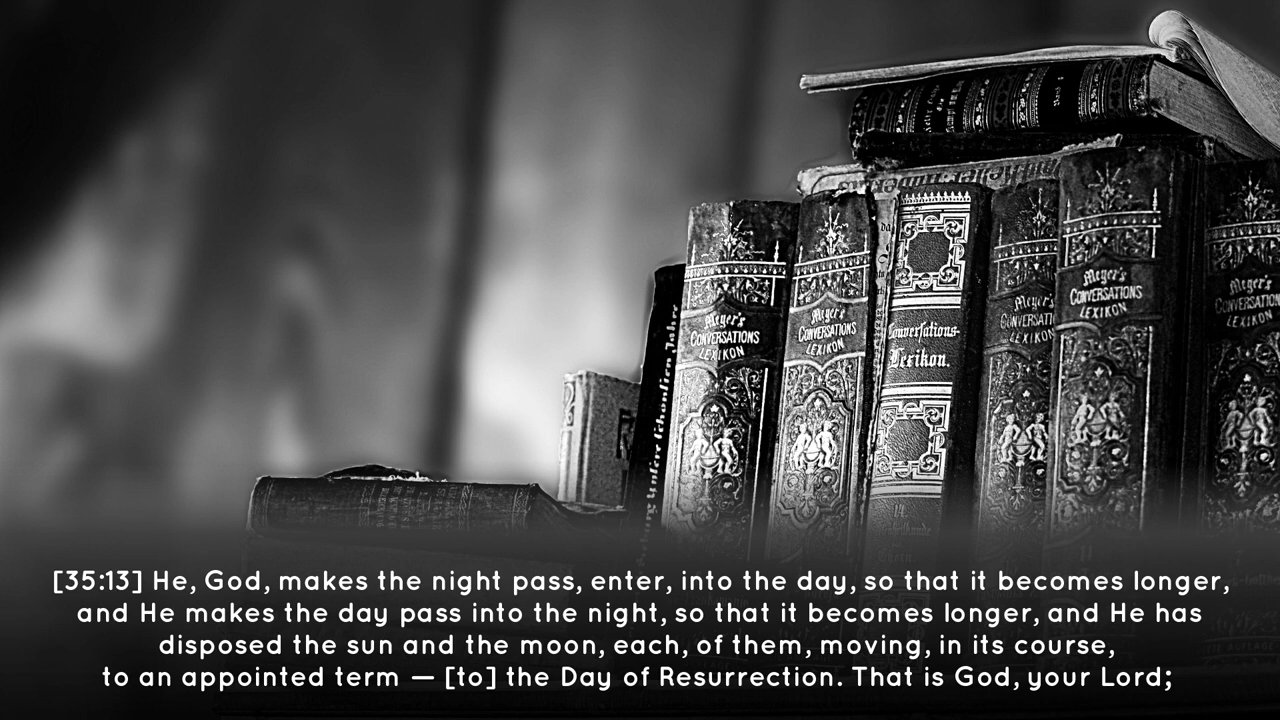 Meyer's
CONVERSATIONS
LEXIKON
Meyer's
CONVERSATIONS
LEXIKON
Conversations-
Lexikon.
14.
Meyer's
LEXIKON
Meyer's
CONVERSATIONS
LEXIKON
Meyer's
LEXIKON
[35:13] He, God, makes the night pass, enter, into the day, so that it becomes longer,
and He makes the day pass into the night, so that it becomes longer, and He has
disposed the sun and the moon, each, of them, moving, in its course,
to an appointed term — [to] the Day of Resurrection. That is God, your Lord;